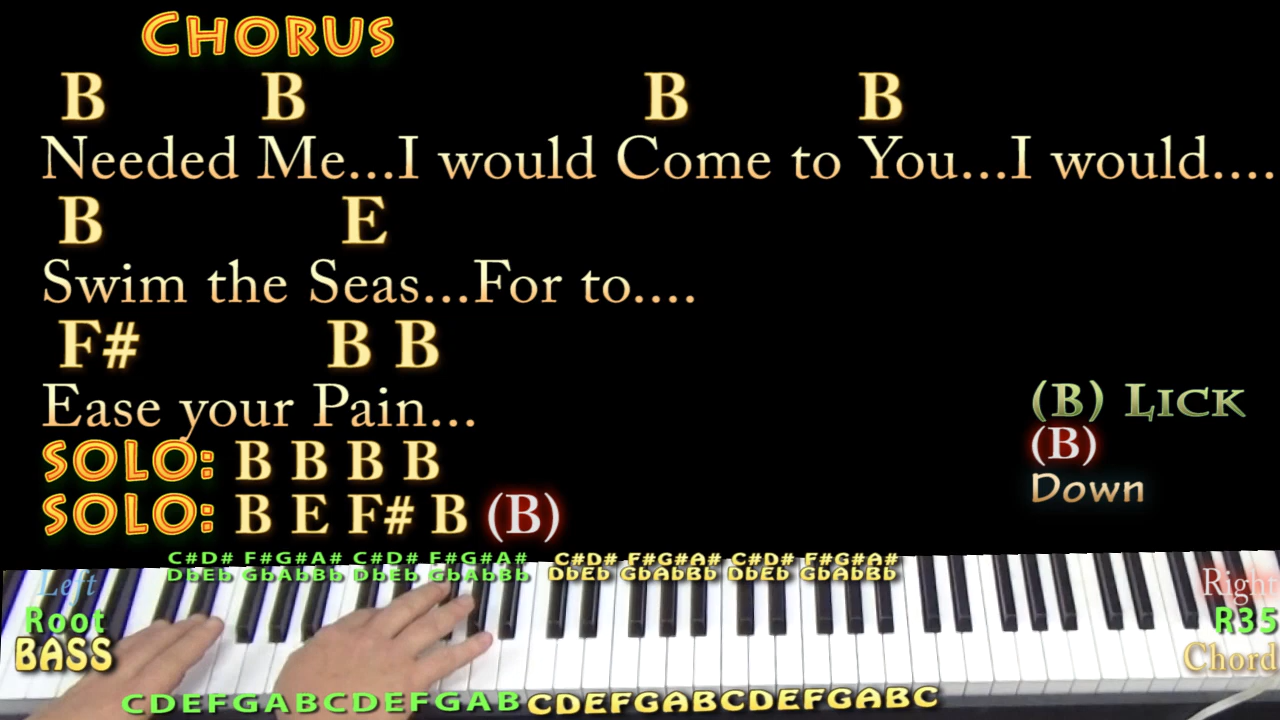 CHORUS
B B B B
Needed Me...I would Come to You...I would....
B E
Swim the Seas...For to....
F# B B
Ease your Pain...
(B) LICK
(B)
Down
SOLO: B B B B
SOLO: B E F# B (B)
C#D# F#G#A# C#D# F#G#A# C#D# F#G#A# C#D# F#G#A#
DbEb GbAbBb DbEb GbAbBb DbEb GbAbBb DbEb GbAbBb
Left
Root
BASS
Right
R35
Chord
CDEFGABCDEFGAB CDEFGABCDEFGABC